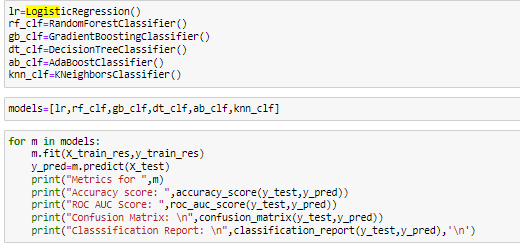 lr=LogisticRegression()
rf_clf=RandomForestClassifier()
gb_clf=GradientBoostingClassifier()
dt_clf=DecisionTreeClassifier()
ab_clf=AdaBoostClassifier()
knn_clf=KNeighborsClassifier()
models=[lr,rf_clf,gb_clf,dt_clf,ab_clf,knn_clf]
for m in models:
    m.fit(X_train_res,y_train_res)
    y_pred=m.predict(X_test)
    print("Metrics for ",m)
    print("Accuracy score: ",accuracy_score(y_test,y_pred))
    print("ROC AUC Score: ",roc_auc_score(y_test,y_pred))
    print("Confusion Matrix: \n",confusion_matrix(y_test,y_pred))
    print("Classsification Report: \n",classification_report(y_test,y_pred),'\n')